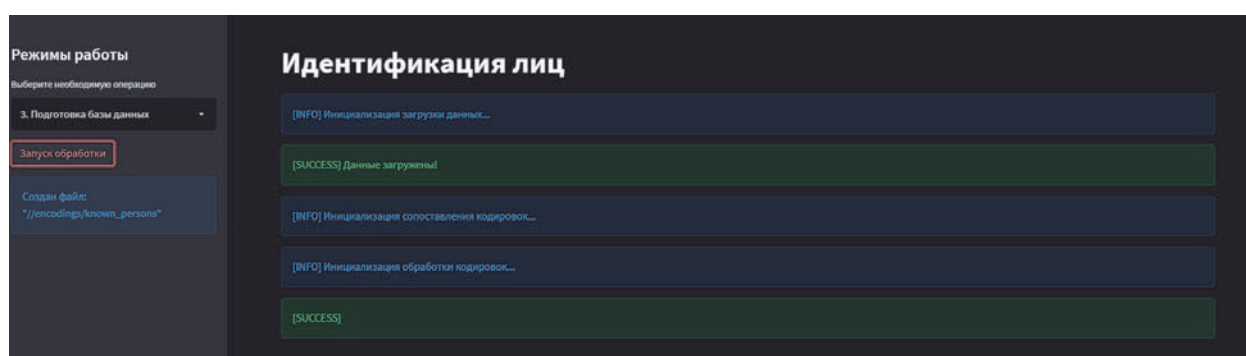 Режимы работы
Выберите необходимую операцию
3. Подготовка базы данных
Запуск обработки
Создан файл:
"//encodings/known_persons"
Идентификация лиц
[INFO] Инициализация загрузки данных...
[SUCCESS] Данные загружены!
[INFO] Инициализация сопоставления кодировок...
[INFO] Инициализация обработки кодировок...
[SUCCESS]